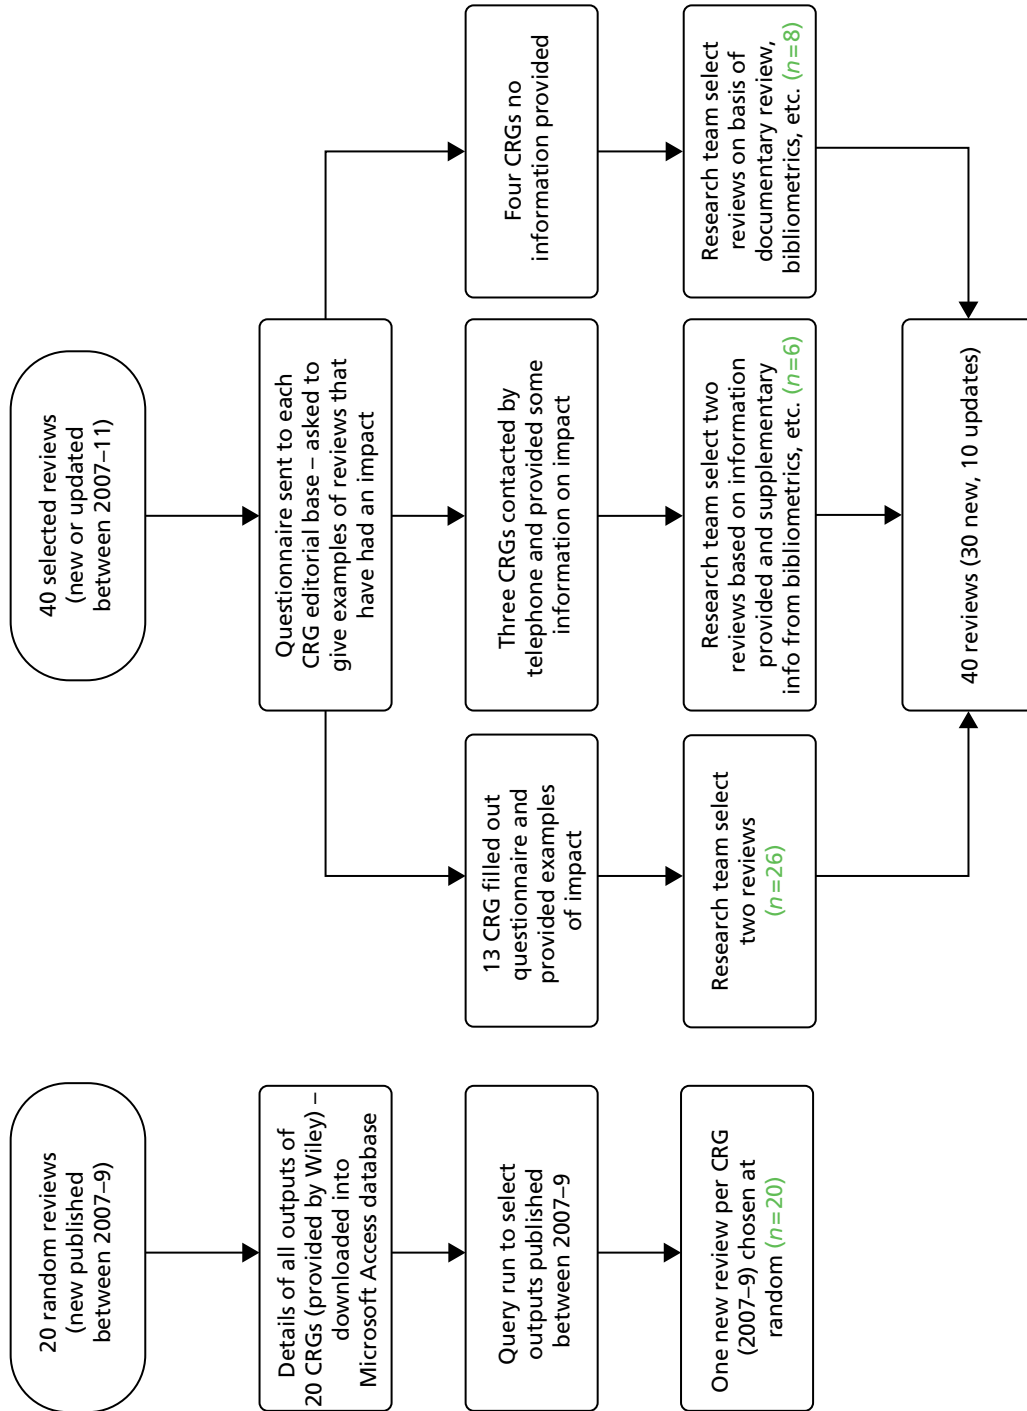 20 random reviews
(new published
between 2007–9)
Details of all outputs of
20 CRGs (provided by Wiley) –
downloaded into
Microsoft Access database
Query run to select
outputs published
between 2007–9
One new review per CRG
(2007–9) chosen at
random (n=20)
40 selected reviews
(new or updated
between 2007–11)
Questionnaire sent to each
CRG editorial base – asked to
give examples of reviews that
have had an impact
13 CRG filled out
questionnaire and
provided examples
of impact
Three CRGs contacted by
telephone and provided some
information on impact
Four CRGs no
information provided
Research team select
two reviews
(n=26)
Research team select two
reviews based on information
provided and supplementary
info from bibliometrics, etc. (n=6)
Research team select
reviews on basis of
documentary review,
bibliometrics, etc. (n=8)
40 reviews (30 new, 10 updates)